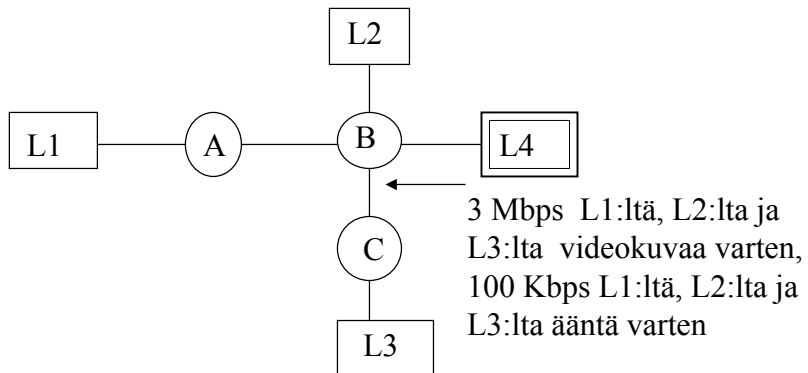 L2
L1
A
B
L4
3 Mbps L1:ltä, L2:lta ja
L3:lta videokuvaa varten,
100 Kbps L1:ltä, L2:lta ja
L3:lta ääntä varten
C
L3